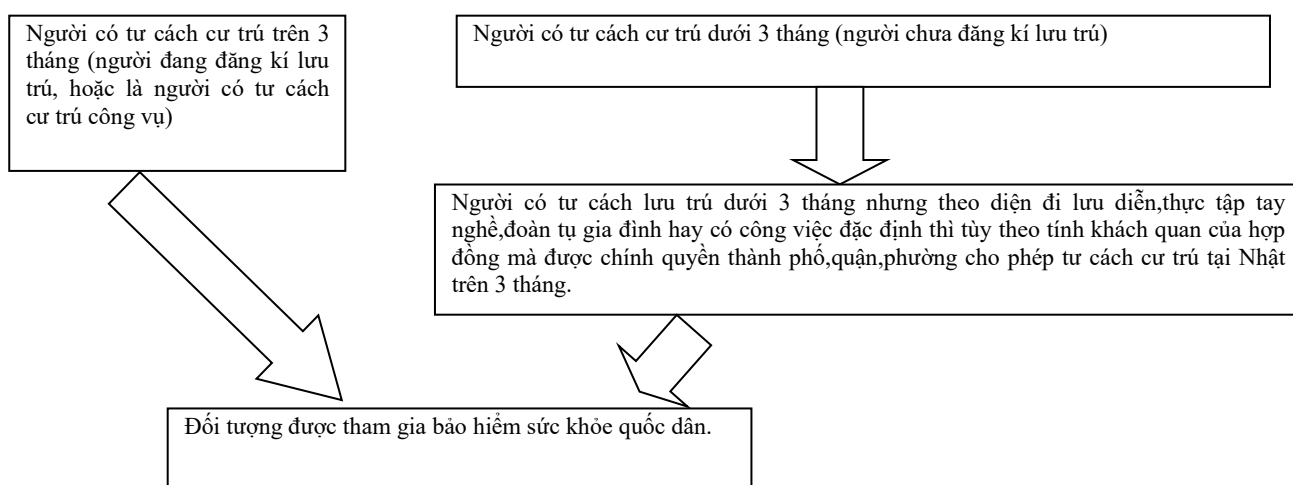 Người có tư cách cư trú trên 3
tháng (người đang đăng kí lưu
trú, hoặc là người có tư cách
cư trú công vụ)
Người có tư cách cư trú dưới 3 tháng (người chưa đăng kí lưu trú)
Người có tư cách lưu trú dưới 3 tháng nhưng theo diện đi lưu diễn,thực tập tay
nghề,đoàn tụ gia đình hay có công việc đặc định thì tùy theo tính khách quan của hợp
đồng mà được chính quyền thành phố,quận,phường cho phép tư cách cư trú tại Nhật
trên 3 tháng.
Đối tượng được tham gia bảo hiểm sức khỏe quốc dân.